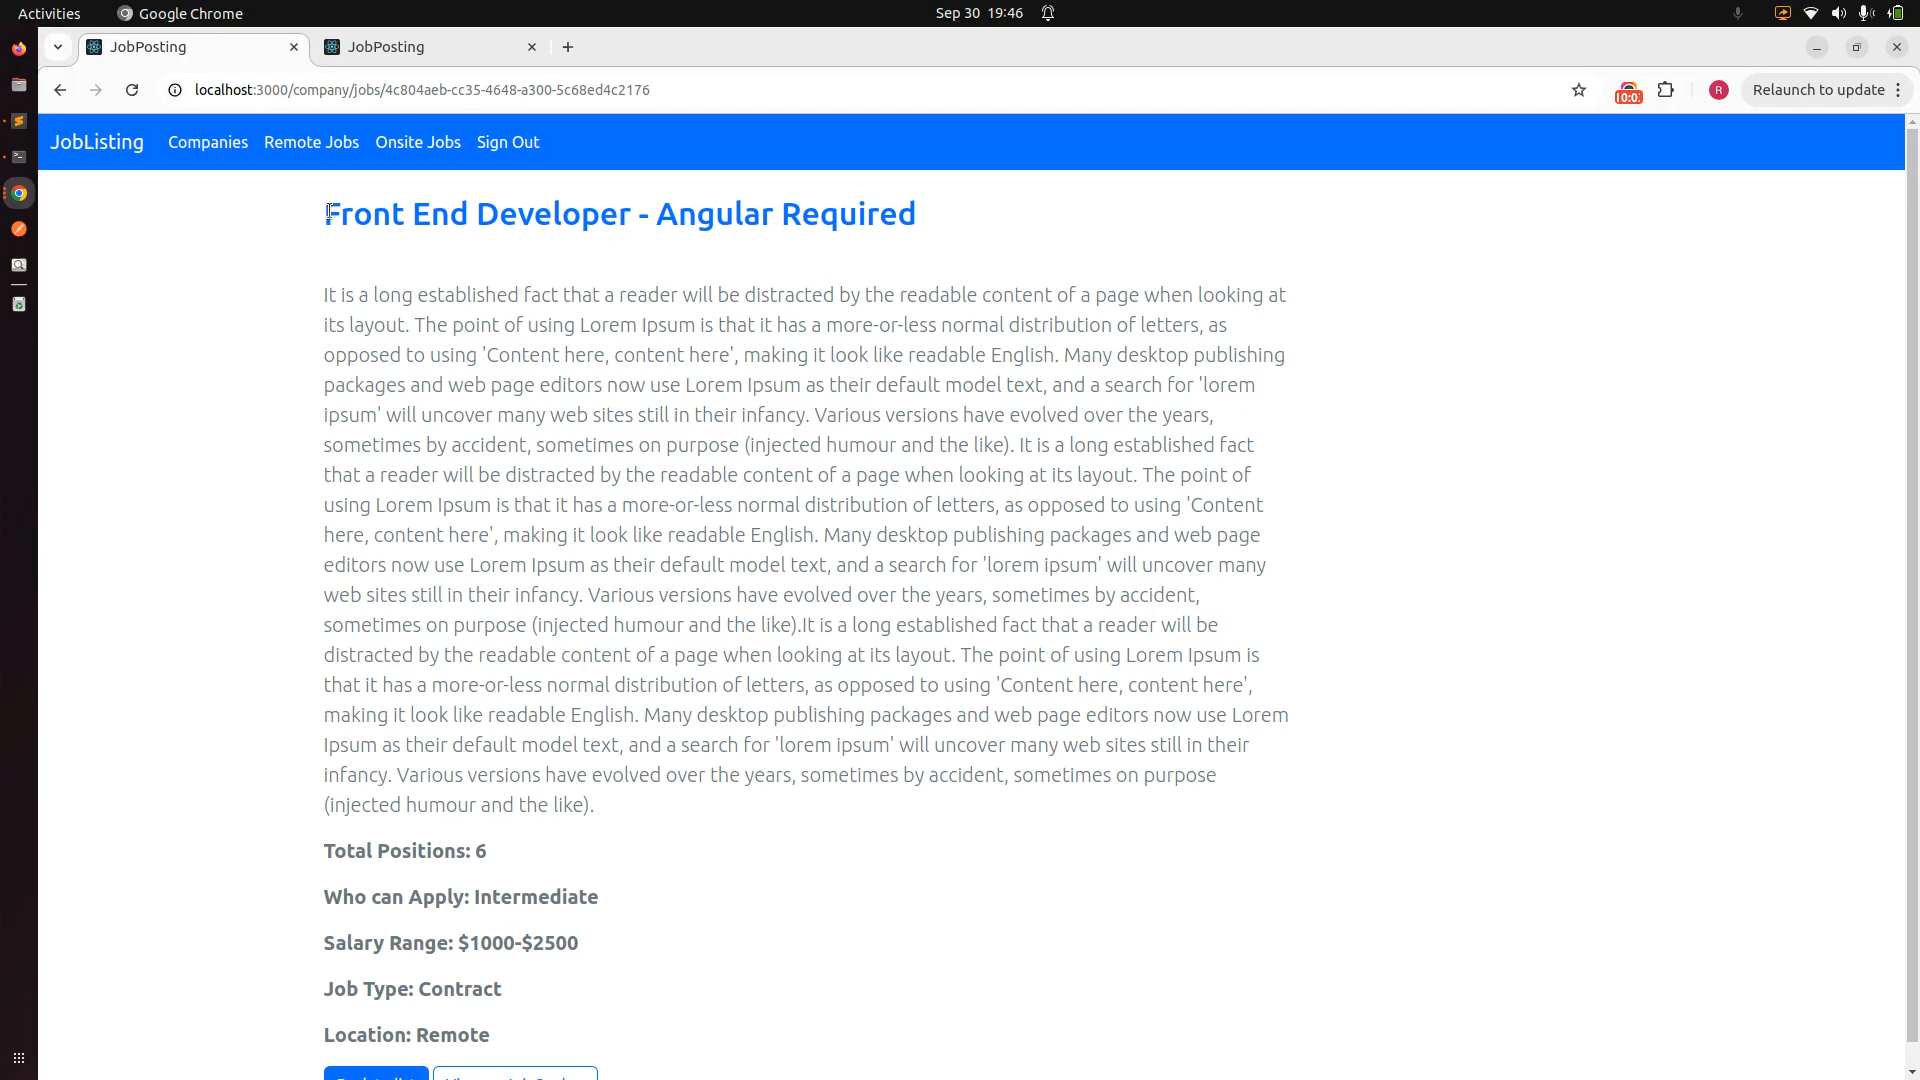 Activities
Google Chrome
Sep 30 19:46
JobPosting
JobPosting
localhost:3000/company/jobs/4c804aeb-cc35-4648-a300-5c68ed4c2176
R
Relaunch to update
JobListing
Companies
Remote Jobs
Onsite Jobs
Sign Out
Front End Developer - Angular Required
It is a long established fact that a reader will be distracted by the readable content of a page when looking at
its layout. The point of using Lorem Ipsum is that it has a more-or-less normal distribution of letters, as
opposed to using 'Content here, content here', making it look like readable English. Many desktop publishing
packages and web page editors now use Lorem Ipsum as their default model text, and a search for 'lorem
ipsum' will uncover many web sites still in their infancy. Various versions have evolved over the years,
sometimes by accident, sometimes on purpose (injected humour and the like). It is a long established fact
that a reader will be distracted by the readable content of a page when looking at its layout. The point of
using Lorem Ipsum is that it has a more-or-less normal distribution of letters, as opposed to using 'Content
here, content here', making it look like readable English. Many desktop publishing packages and web page
editors now use Lorem Ipsum as their default model text, and a search for 'lorem ipsum' will uncover many
web sites still in their infancy. Various versions have evolved over the years, sometimes by accident,
sometimes on purpose (injected humour and the like).It is a long established fact that a reader will be
distracted by the readable content of a page when looking at its layout. The point of using Lorem Ipsum is
that it has a more-or-less normal distribution of letters, as opposed to using 'Content here, content here',
making it look like readable English. Many desktop publishing packages and web page editors now use Lorem
Ipsum as their default model text, and a search for 'lorem ipsum' will uncover many web sites still in their
infancy. Various versions have evolved over the years, sometimes by accident, sometimes on purpose
(injected humour and the like).
Total Positions: 6
Who can Apply: Intermediate
Salary Range: $1000-$2500
Job Type: Contract
Location: Remote